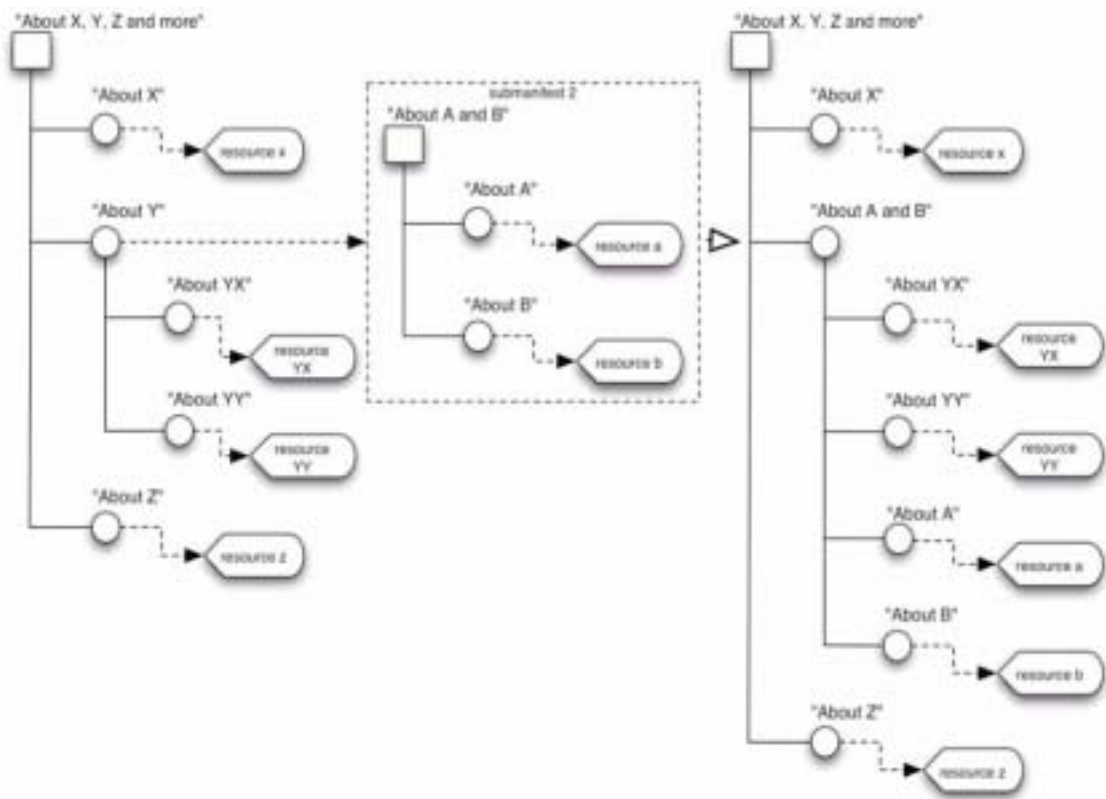 "About X, Y, Z and more"
"About X"
resource x
"About Y"
"About YX"
resource
YX
"About YY"
resource
YY
"About Z"
resource z
submanifest 2
"About A and B"
"About A"
resource a
"About B"
resource b
"About X, Y, Z and more"
"About X"
resource x
"About A and B"
"About YX"
resource
YX
"About YY"
resource
YY
"About A"
resource a
"About B"
resource b
"About Z"
resource z